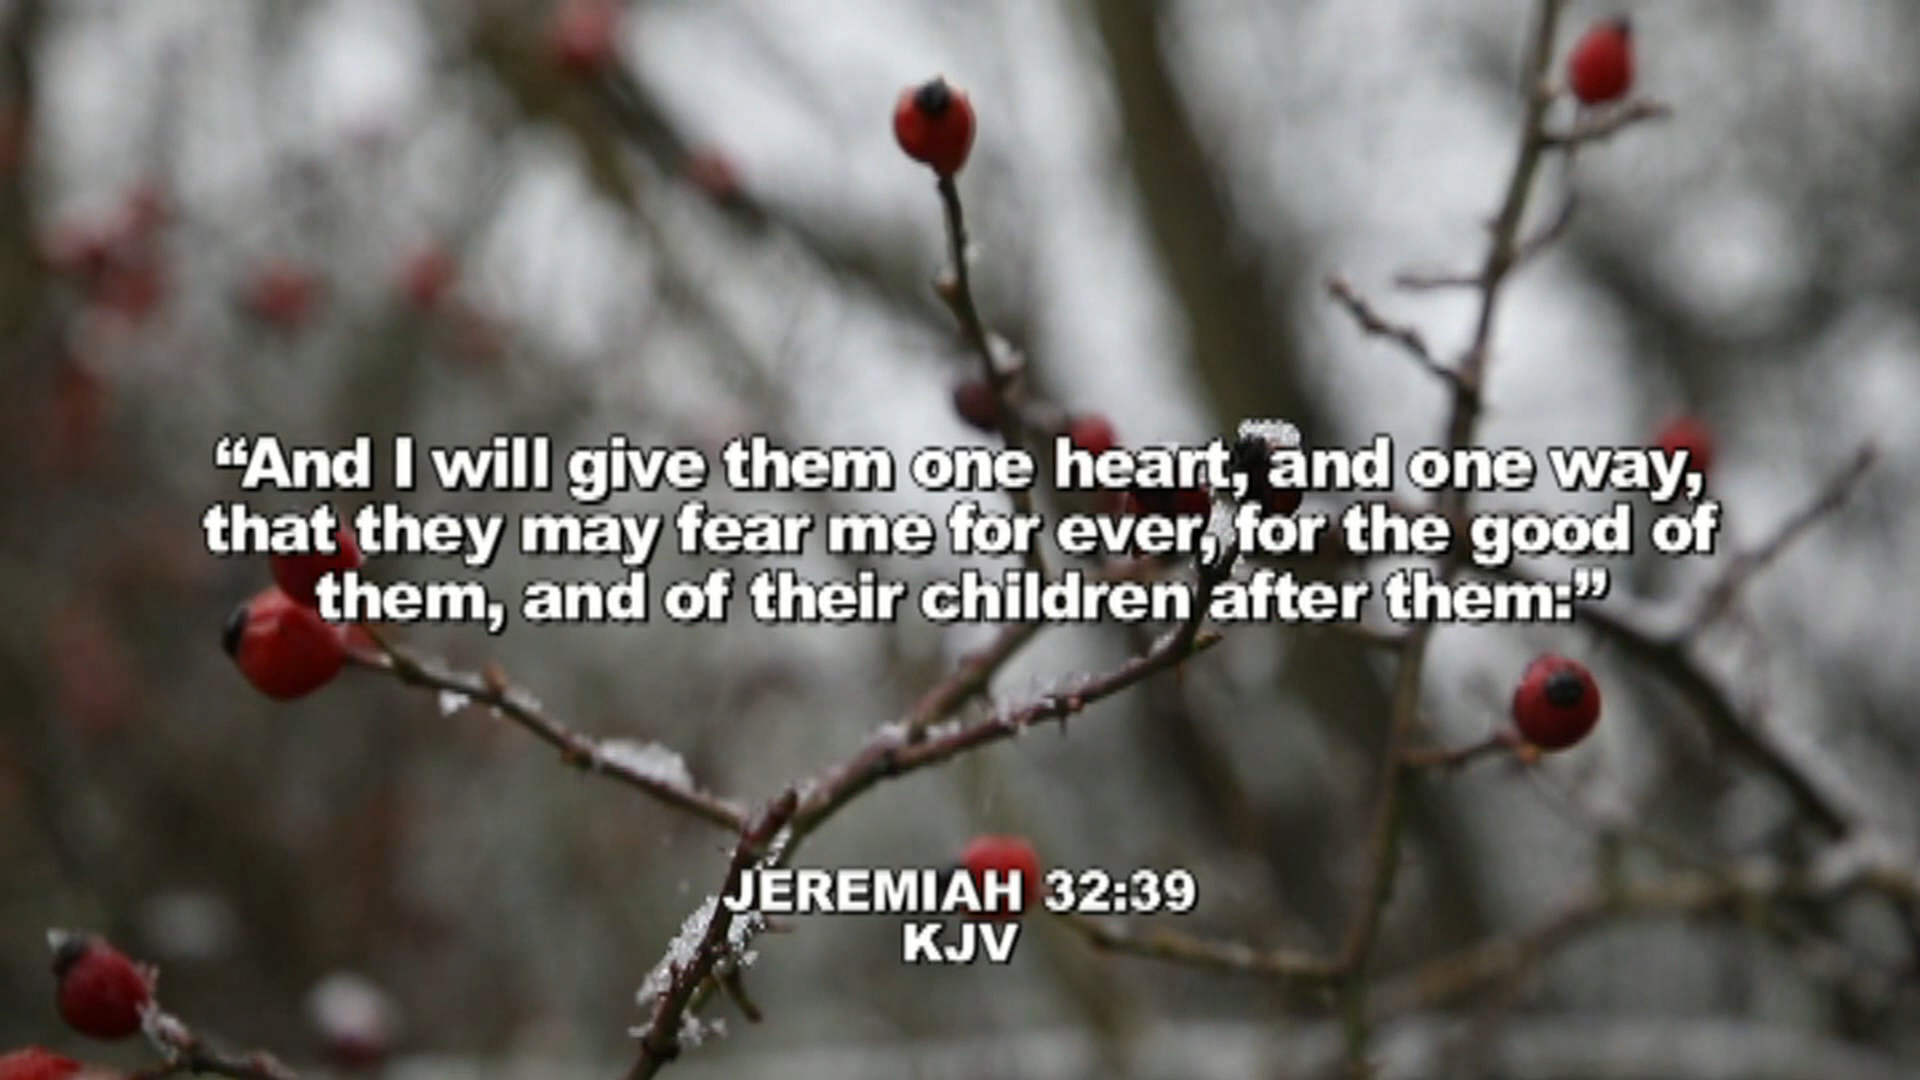 “And I will give them one heart, and one way,
that they may fear me for ever, for the good of
them, and of their children after them:”
JEREMIAH 32:39
KJV